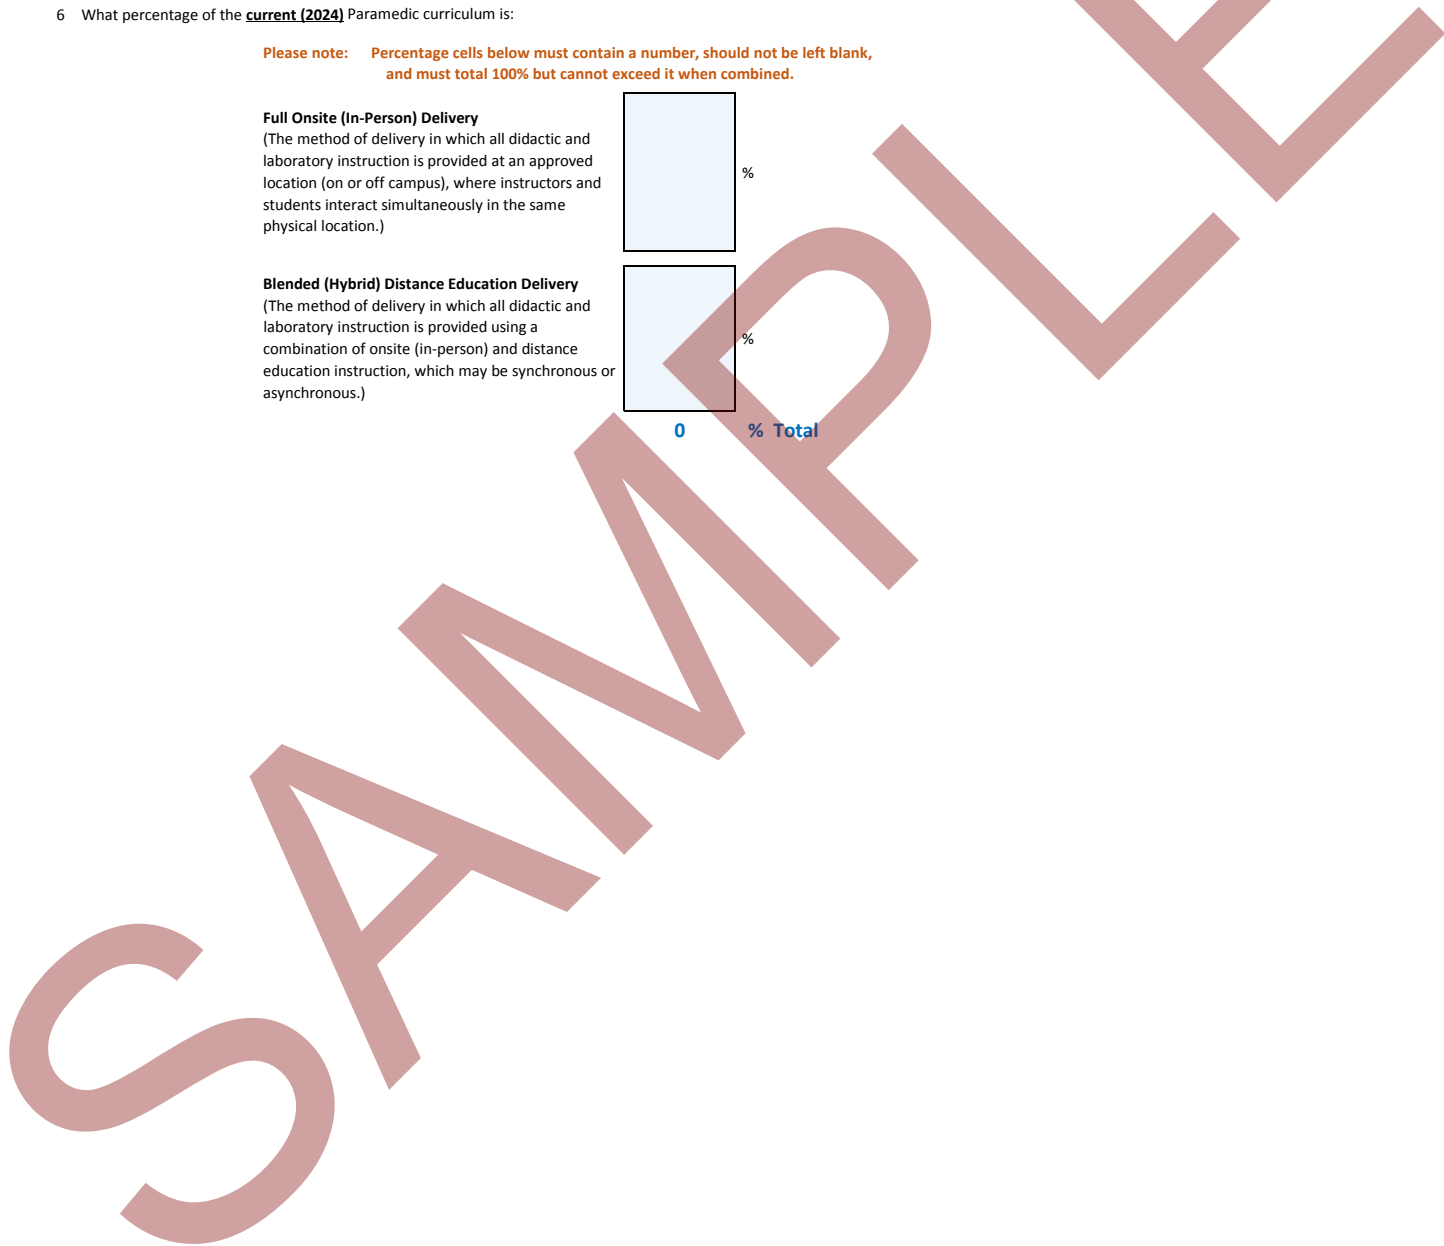 6 What percentage of the current (2024) Paramedic curriculum is:
Please note: Percentage cells below must contain a number, should not be left blank,
and must total 100% but cannot exceed it when combined.
Full Onsite (In-Person) Delivery
(The method of delivery in which all didactic and
laboratory instruction is provided at an approved
location (on or off campus), where instructors and
students interact simultaneously in the same
physical location.)
%
Blended (Hybrid) Distance Education Delivery
(The method of delivery in which all didactic and
laboratory instruction is provided using a
combination of onsite (in-person) and distance
education instruction, which may be synchronous or
asynchronous.)
%
0 % Total
SAMPLE